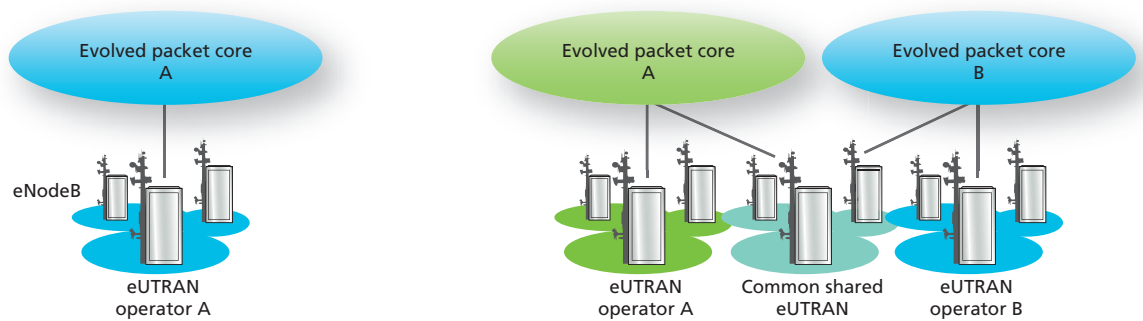 Evolved packet core
A
eNodeB
eUTRAN
operator A
Evolved packet core
A
Evolved packet core
B
eUTRAN
operator A
Common shared
eUTRAN
eUTRAN
operator B